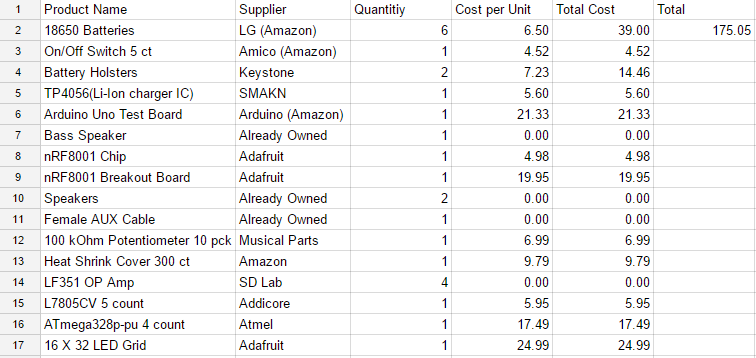 1 Product Name Supplier Quantitiy Cost per Unit Total Cost Total
2 18650 Batteries LG (Amazon) 6 6.50 39.00 175.05
3 On/Off Switch 5 ct Amico (Amazon) 1 4.52 4.52
4 Battery Holsters Keystone 2 7.23 14.46
5 TP4056(Li-Ion charger IC) SMAKN 1 5.60 5.60
6 Arduino Uno Test Board Arduino (Amazon) 1 21.33 21.33
7 Bass Speaker Already Owned 1 0.00 0.00
8 nRF8001 Chip Adafruit 1 4.98 4.98
9 nRF8001 Breakout Board Adafruit 1 19.95 19.95
10 Speakers Already Owned 2 0.00 0.00
11 Female AUX Cable Already Owned 1 0.00 0.00
12 100 kOhm Potentiometer 10 pck Musical Parts 1 6.99 6.99
13 Heat Shrink Cover 300 ct Amazon 1 9.79 9.79
14 LF351 OP Amp SD Lab 4 0.00 0.00
15 L7805CV 5 count Addicore 1 5.95 5.95
16 ATmega328p-pu 4 count Atmel 1 17.49 17.49
17 16 X 32 LED Grid Adafruit 1 24.99 24.99